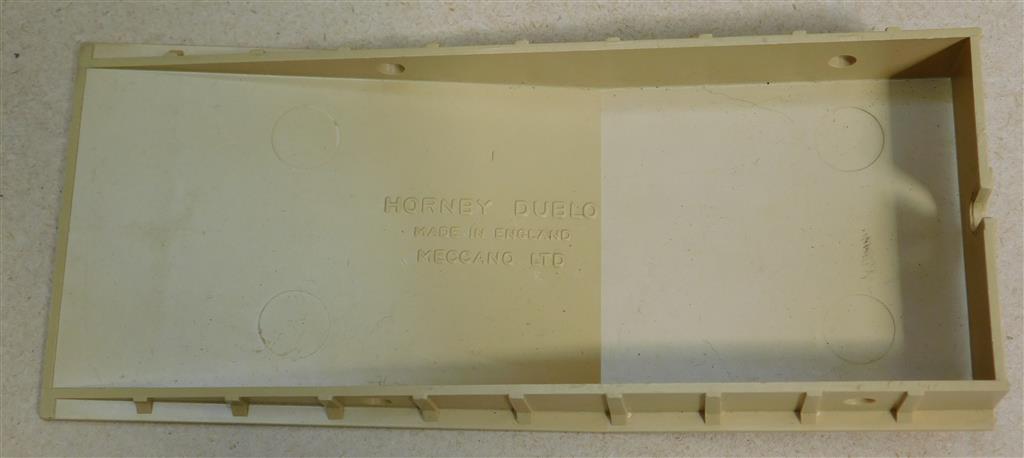 HORNBY DUBLO
MADE IN ENGLAND
MECCANO LTD